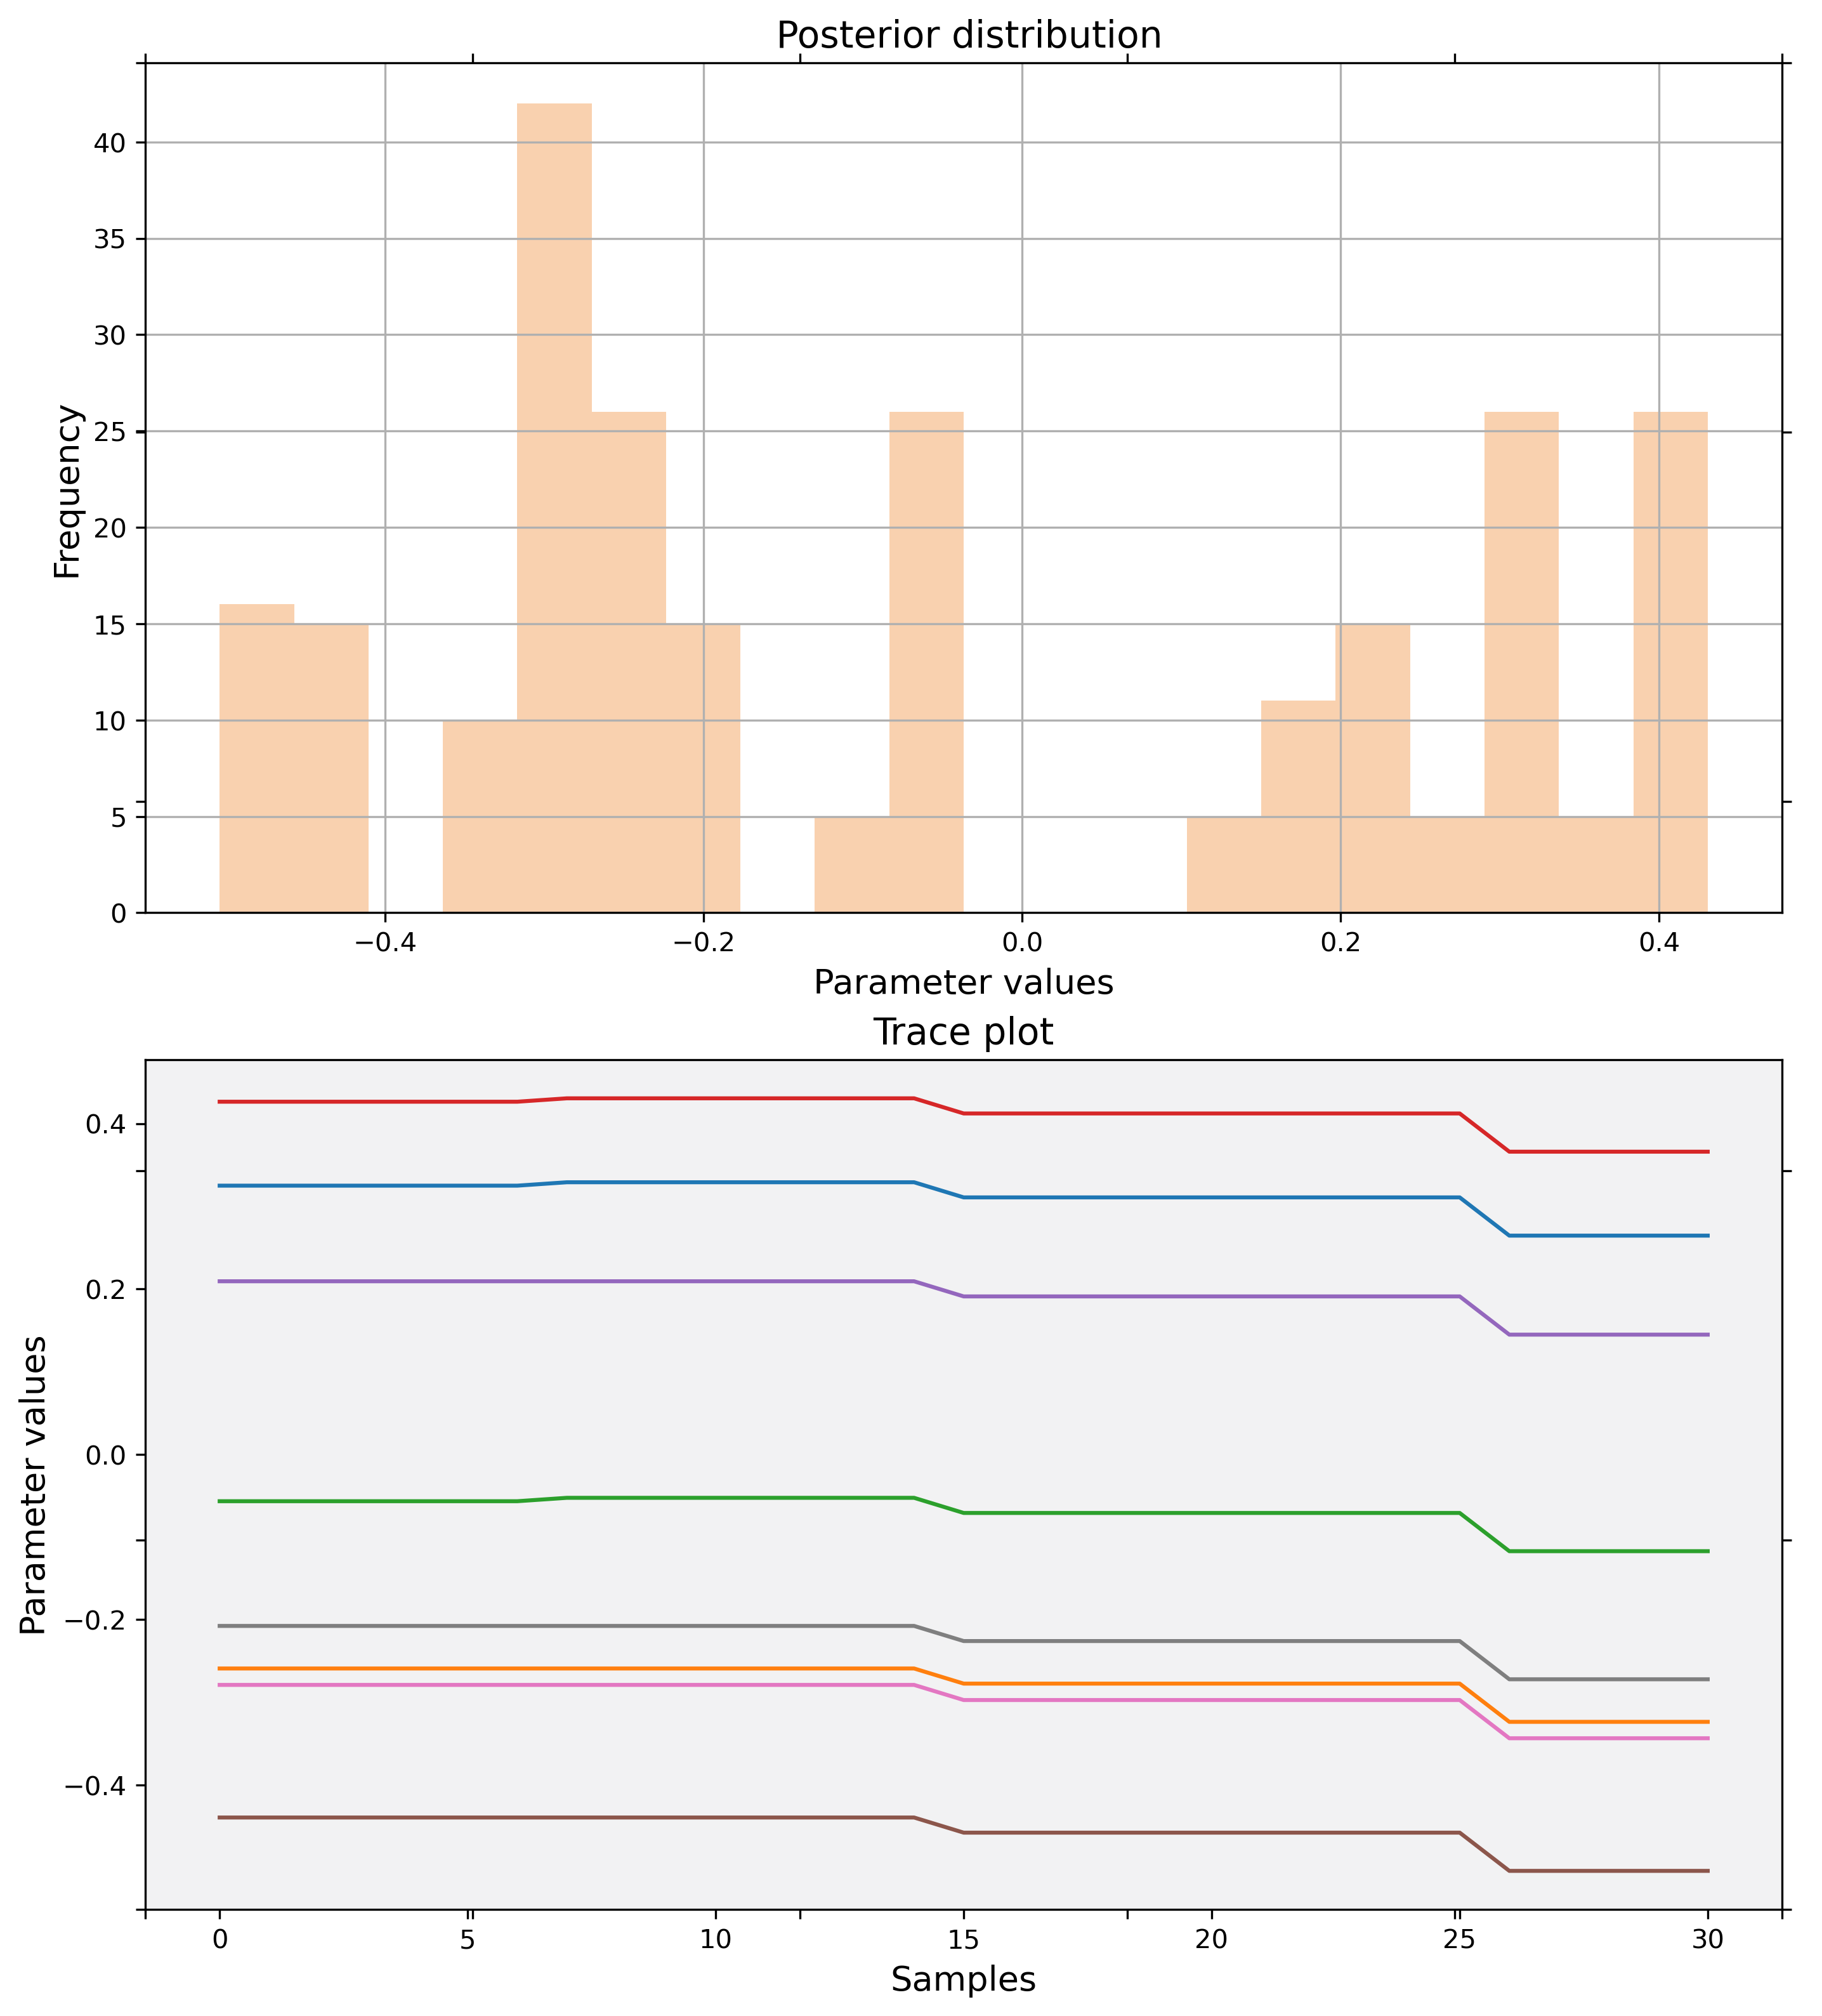 Posterior distribution
40
35
30
25
20
15
10
5
0
Frequency
−0.4 −0.2 0.0 0.2 0.4
Parameter values
Trace plot
0.4
0.2
0.0
−0.2
−0.4
Parameter values
0 5 10 15 20 25 30
Samples